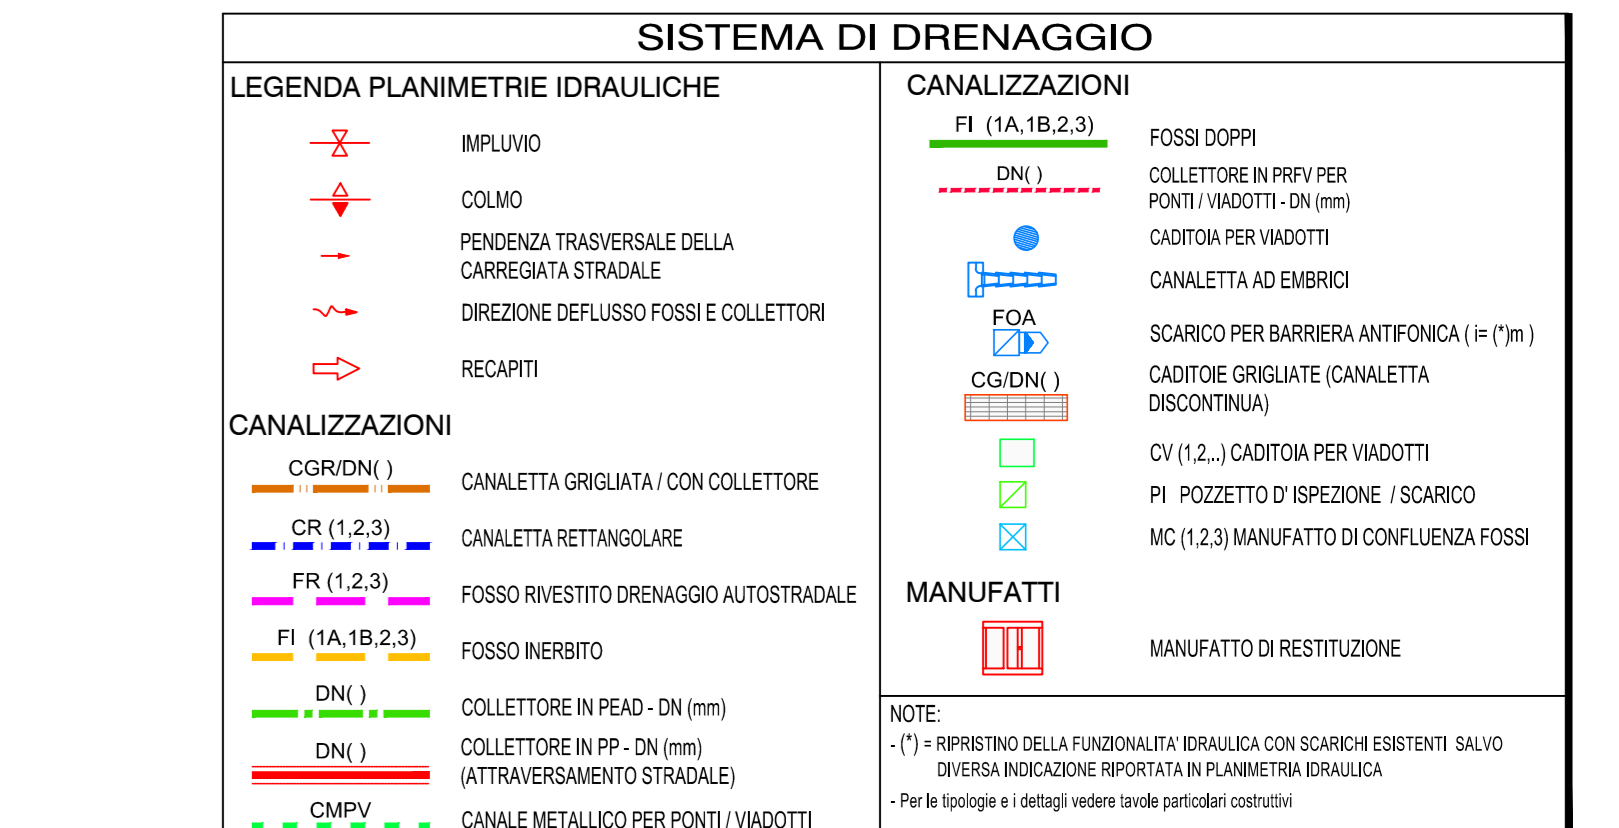 SISTEMA DI DRENAGGIO
LEGENDA PLANIMETRIE IDRAULICHE
IMPLUVIO
COLMO
PENDENZA TRASVERSALE DELLA
CARREGIATA STRADALE
DIREZIONE DEFLUSSO FOSSI E COLLETTORI
RECAPITI
CANALIZZAZIONI
CGR/DN( )
CANALETTA GRIGLIATA / CON COLLETTORE
CR (1,2,3)
CANALETTA RETTANGOLARE
FR (1,2,3)
FOSSO RIVESTITO DRENAGGIO AUTOSTRADALE
FI (1A,1B,2,3)
FOSSO INERBITO
DN( )
COLLETTORE IN PEAD - DN (mm)
DN( )
COLLETTORE IN PP - DN (mm)
(ATTRAVERSAMENTO STRADALE)
CMPV
CANALE METALLICO PER PONTI / VIADOTTI
CANALIZZAZIONI
FI (1A,1B,2,3)
FOSSI DOPPI
DN( )
COLLETTORE IN PRFV PER
PONTI / VIADOTTI - DN (mm)
CADITOIA PER VIADOTTI
CANALETTA AD EMBRICI
FOA
SCARICO PER BARRIERA ANTIFONICA ( i= (*)m )
CG/DN( )
CADITOIE GRIGLIATE (CANALETTA
DISCONTINUA)
CV (1,2,..) CADITOIA PER VIADOTTI
PI POZZETTO D' ISPEZIONE / SCARICO
MC (1,2,3) MANUFATTO DI CONFLUENZA FOSSI
MANUFATTI
MANUFATTO DI RESTITUZIONE
NOTE:
- (*) = RIPRISTINO DELLA FUNZIONALITA' IDRAULICA CON SCARICHI ESISTENTI SALVO
DIVERSA INDICAZIONE RIPORTATA IN PLANIMETRIA IDRAULICA
- Per le tipologie e i dettagli vedere tavole particolari costruttivi